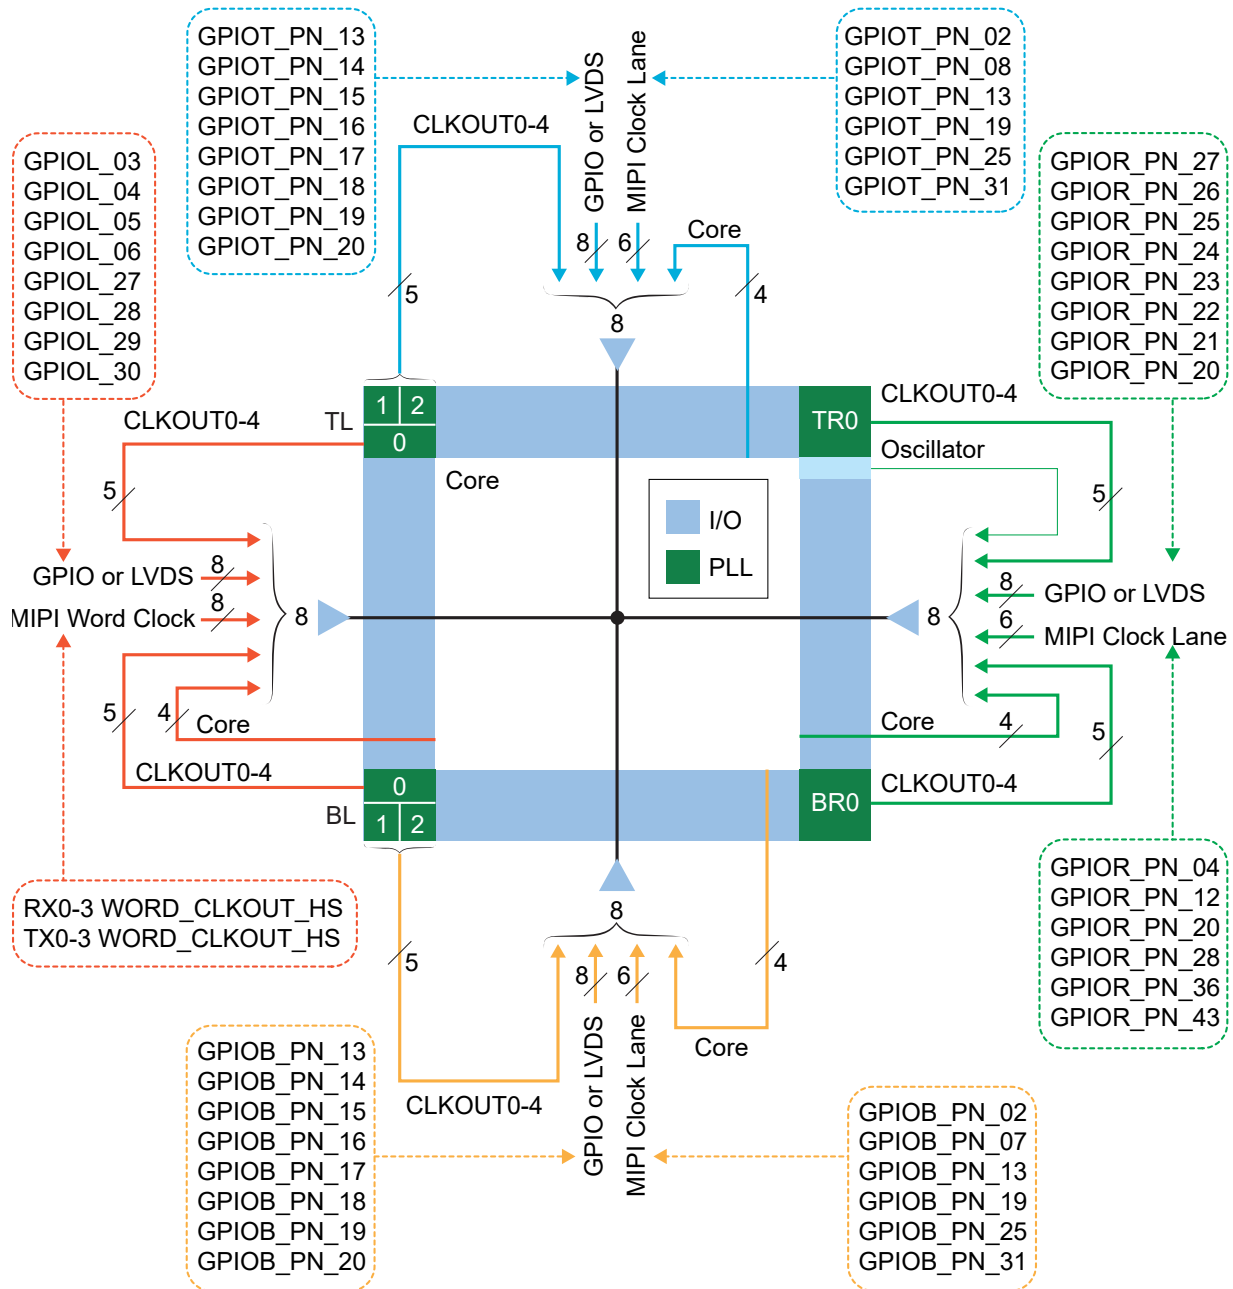 GPIOT_PN_13
GPIOT_PN_14
GPIOT_PN_15
GPIOT_PN_16
GPIOT_PN_17
GPIOT_PN_18
GPIOT_PN_19
GPIOT_PN_20
GPIO or LVDS
MIPI Clock Lane
GPIOT_PN_02
GPIOT_PN_08
GPIOT_PN_13
GPIOT_PN_19
GPIOT_PN_25
GPIOT_PN_31
CLKOUT0-4
8
6
Core
5
4
8
GPIOL_03
GPIOL_04
GPIOL_05
GPIOL_06
GPIOL_27
GPIOL_28
GPIOL_29
GPIOL_30
GPIOR_PN_27
GPIOR_PN_26
GPIOR_PN_25
GPIOR_PN_24
GPIOR_PN_23
GPIOR_PN_22
GPIOR_PN_21
GPIOR_PN_20
CLKOUT0-4
TL
1 2
0
TR0
CLKOUT0-4
Oscillator
Core
5
5
I/O
PLL
GPIO or LVDS
8
MIPI Word Clock
8
8
8
8
GPIO or LVDS
6
MIPI Clock Lane
5
4
Core
CLKOUT0-4
Core
4
5
CLKOUT0-4
0
BL
1 2
BR0
RX0-3 WORD_CLKOUT_HS
TX0-3 WORD_CLKOUT_HS
GPIOR_PN_04
GPIOR_PN_12
GPIOR_PN_20
GPIOR_PN_28
GPIOR_PN_36
GPIOR_PN_43
8
5
8
6
4
Core
CLKOUT0-4
GPIO or LVDS
MIPI Clock Lane
GPIOB_PN_13
GPIOB_PN_14
GPIOB_PN_15
GPIOB_PN_16
GPIOB_PN_17
GPIOB_PN_18
GPIOB_PN_19
GPIOB_PN_20
GPIOB_PN_02
GPIOB_PN_07
GPIOB_PN_13
GPIOB_PN_19
GPIOB_PN_25
GPIOB_PN_31